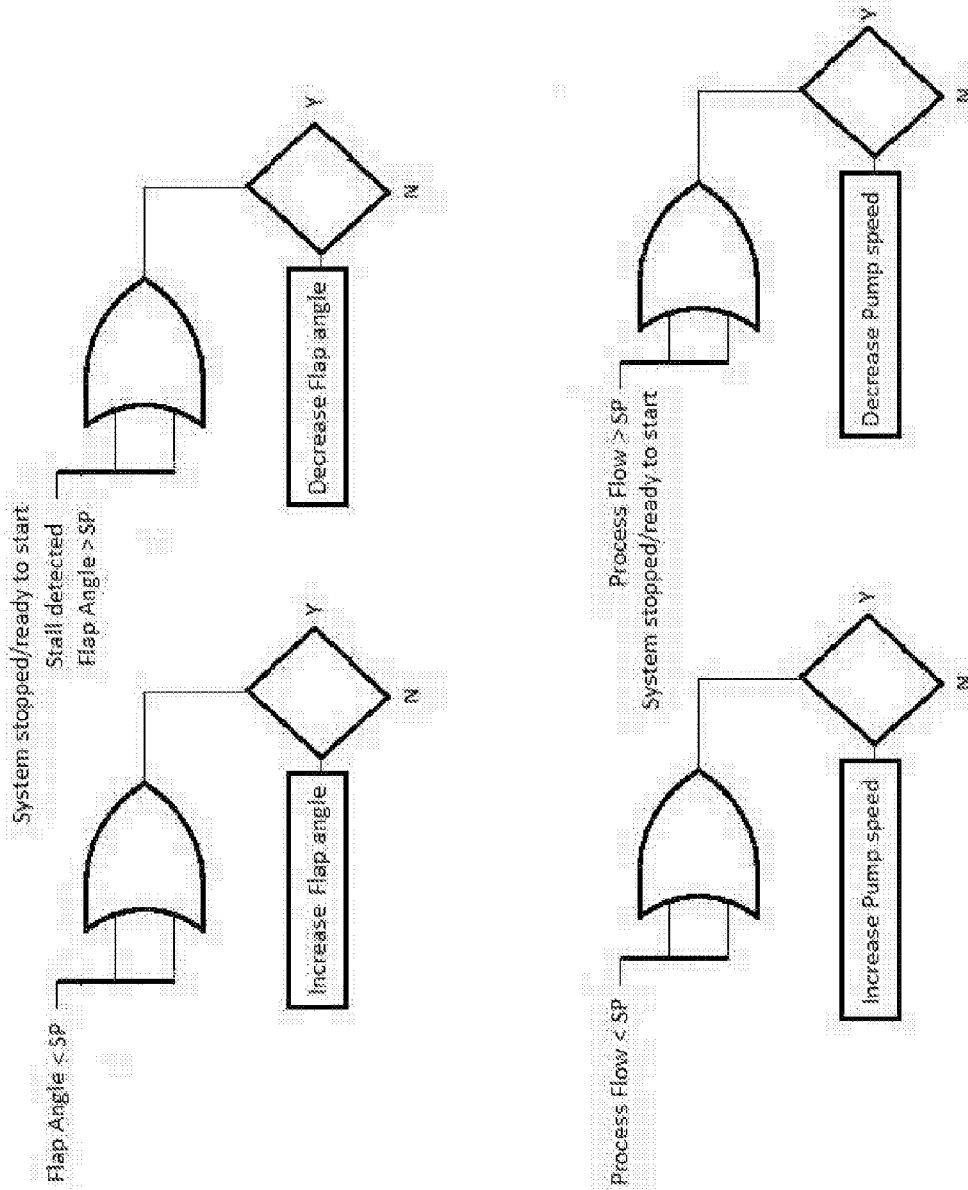 Flap Angle < SP
Increase Flap angle
Y
N
System stopped/ready to start
Stall detected
Flap Angle > SP
Decrease Flap angle
Y
N
Process Flow < SP
Increase Pump speed
Y
N
Process Flow > SP
System stopped/ready to start
Decrease Pump speed
Y
N